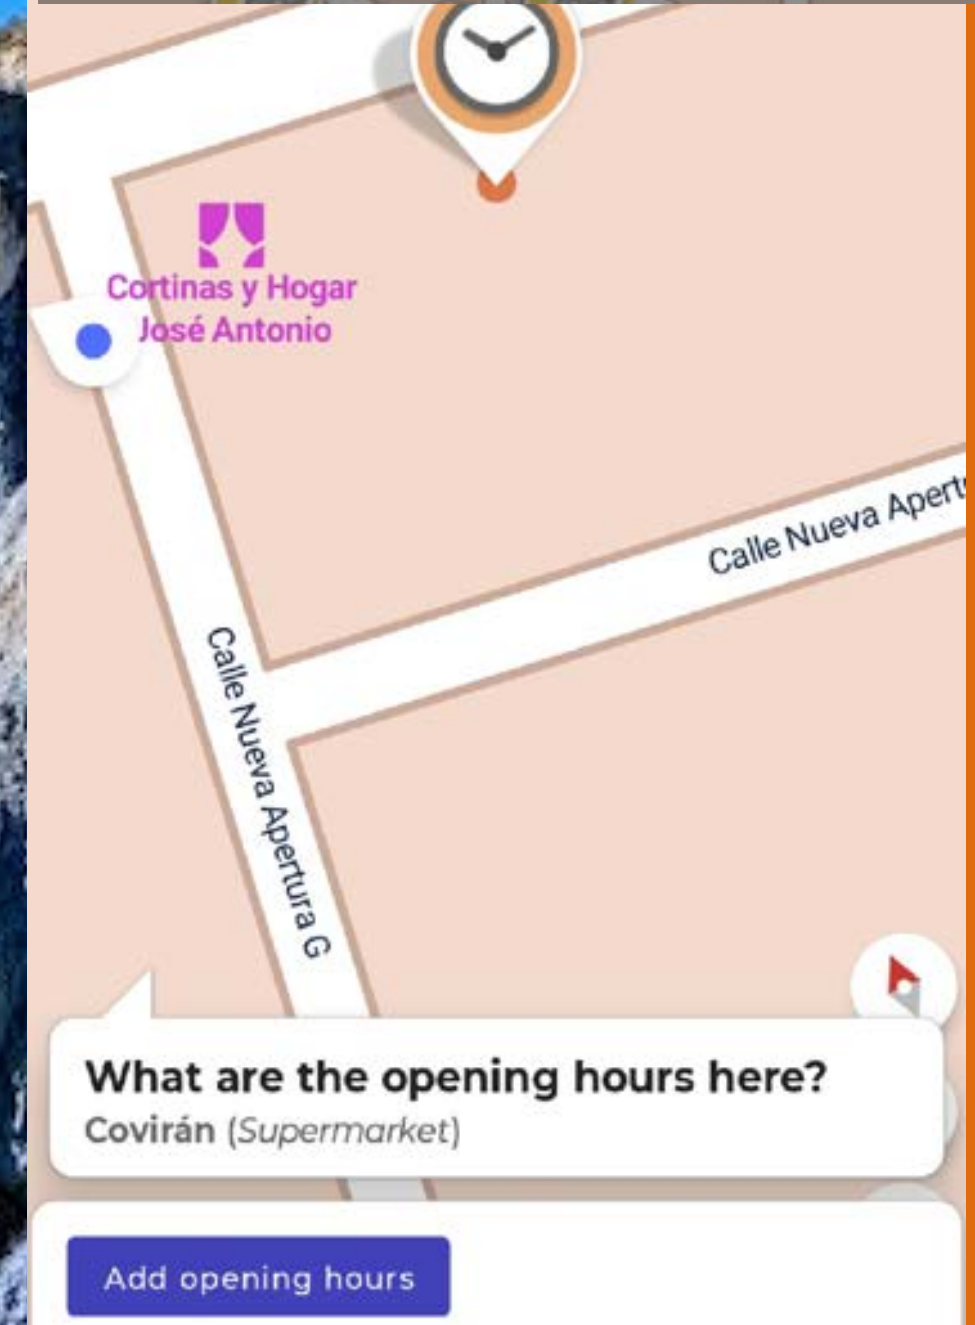 Cortinas y Hogar
José Antonio
Calle Nueva Apert
Calle Nueva Apertura G
What are the opening hours here?
Covirán (Supermarket)
Add opening hours